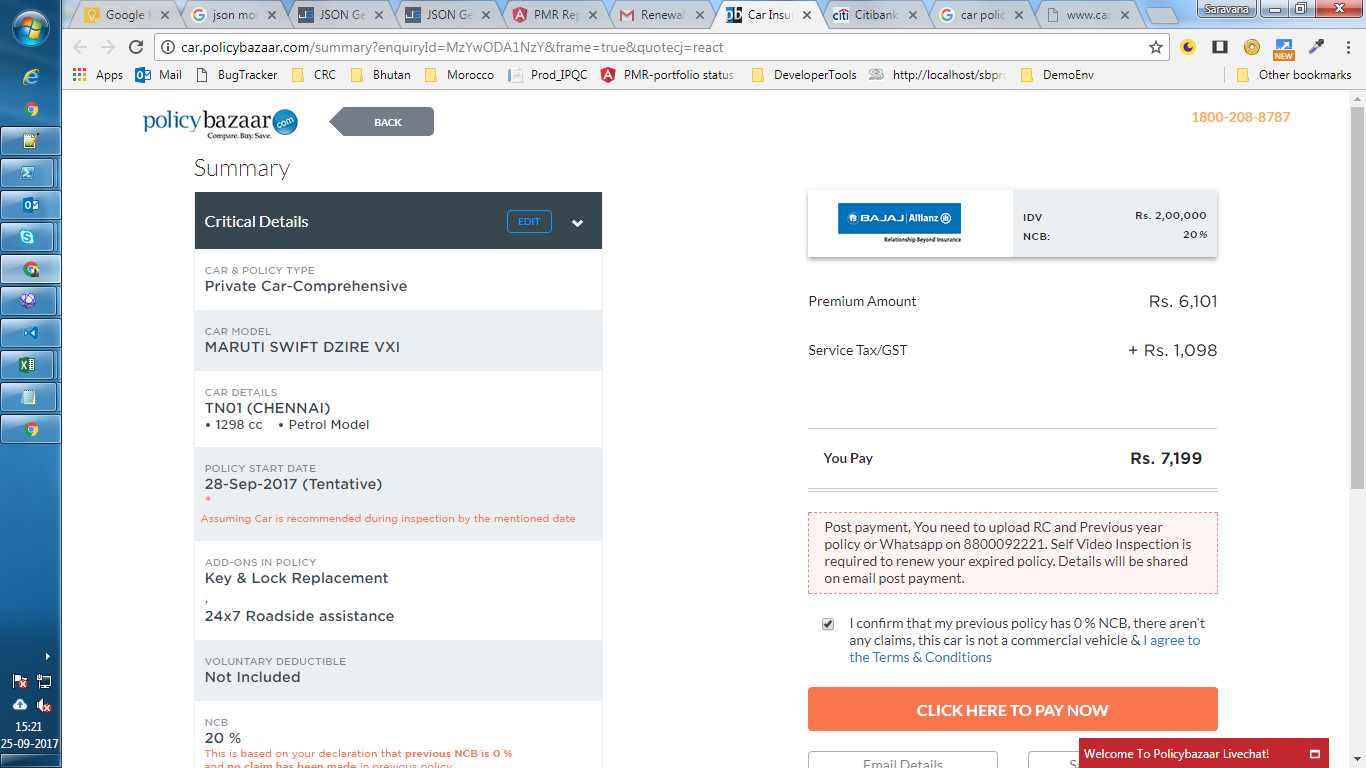 Google K
json mod
JSON Ge
JSON Ge
PMR Rep
Renewal
Car Insur
Citibank
car polic
www.car
Saravana
car.policybazaar.com/summary?enquiryId=MzYwODA1NzY&frame=true&quotecj=react
Apps
Mail
BugTracker
CRC
Bhutan
Morocco
Prod_IPQC
PMR-portfolio status
DeveloperTools
http://localhost/sbpro
DemoEnv
Other bookmarks
NEW
policybazaar.com
Compare. Buy. Save.
BACK
1800-208-8787
Summary
Critical Details
EDIT
CAR & POLICY TYPE
Private Car-Comprehensive
CAR MODEL
MARUTI SWIFT DZIRE VXI
CAR DETAILS
TN01 (CHENNAI)
• 1298 cc • Petrol Model
POLICY START DATE
28-Sep-2017 (Tentative)
*
Assuming Car is recommended during inspection by the mentioned date
ADD-ONS IN POLICY
Key & Lock Replacement
,
24x7 Roadside assistance
VOLUNTARY DEDUCTIBLE
Not Included
NCB
20 %
This is based on your declaration that previous NCB is 0 %
and no claim has been made in previous policy
BAJAJ | Allianz
Relationship Beyond Insurance
IDV Rs. 2,00,000
NCB: 20%
Premium Amount Rs. 6,101
Service Tax/GST + Rs. 1,098
You Pay Rs. 7,199
Post payment, You need to upload RC and Previous year
policy or Whatsapp on 8800092221. Self Video Inspection is
required to renew your expired policy. Details will be shared
on email post payment.
I confirm that my previous policy has 0 % NCB, there aren't
any claims, this car is not a commercial vehicle & I agree to
the Terms & Conditions
CLICK HERE TO PAY NOW
Email Details
Welcome To Policybazaar Livechat!
15:21
25-09-2017